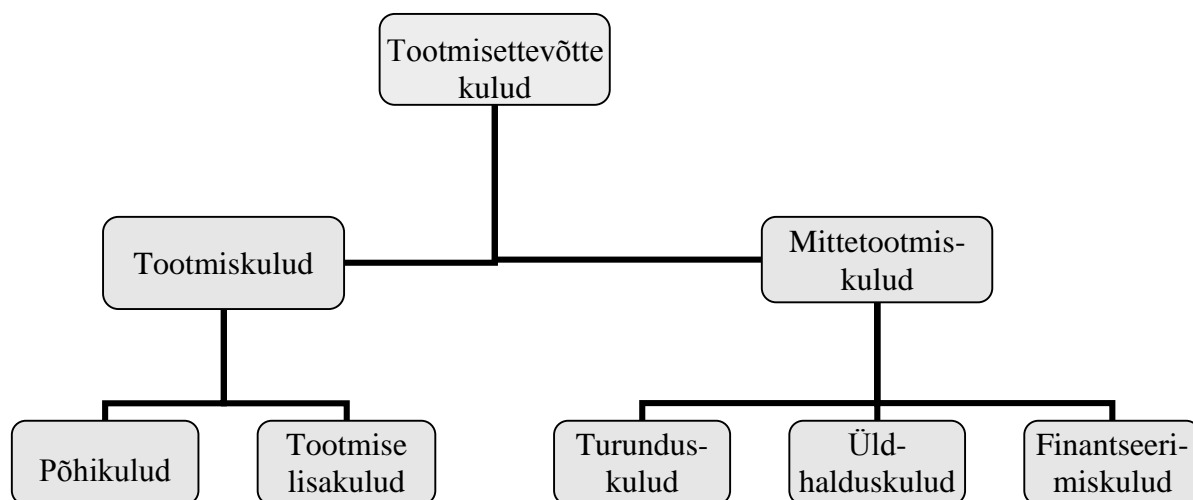 Tootmisettevõtte
kulud
Tootmiskulud
Mittetootmis-
kulud
Põhikulud
Tootmise
lisakulud
Turundus-
kulud
Üld-
halduskulud
Finantseeri-
miskulud